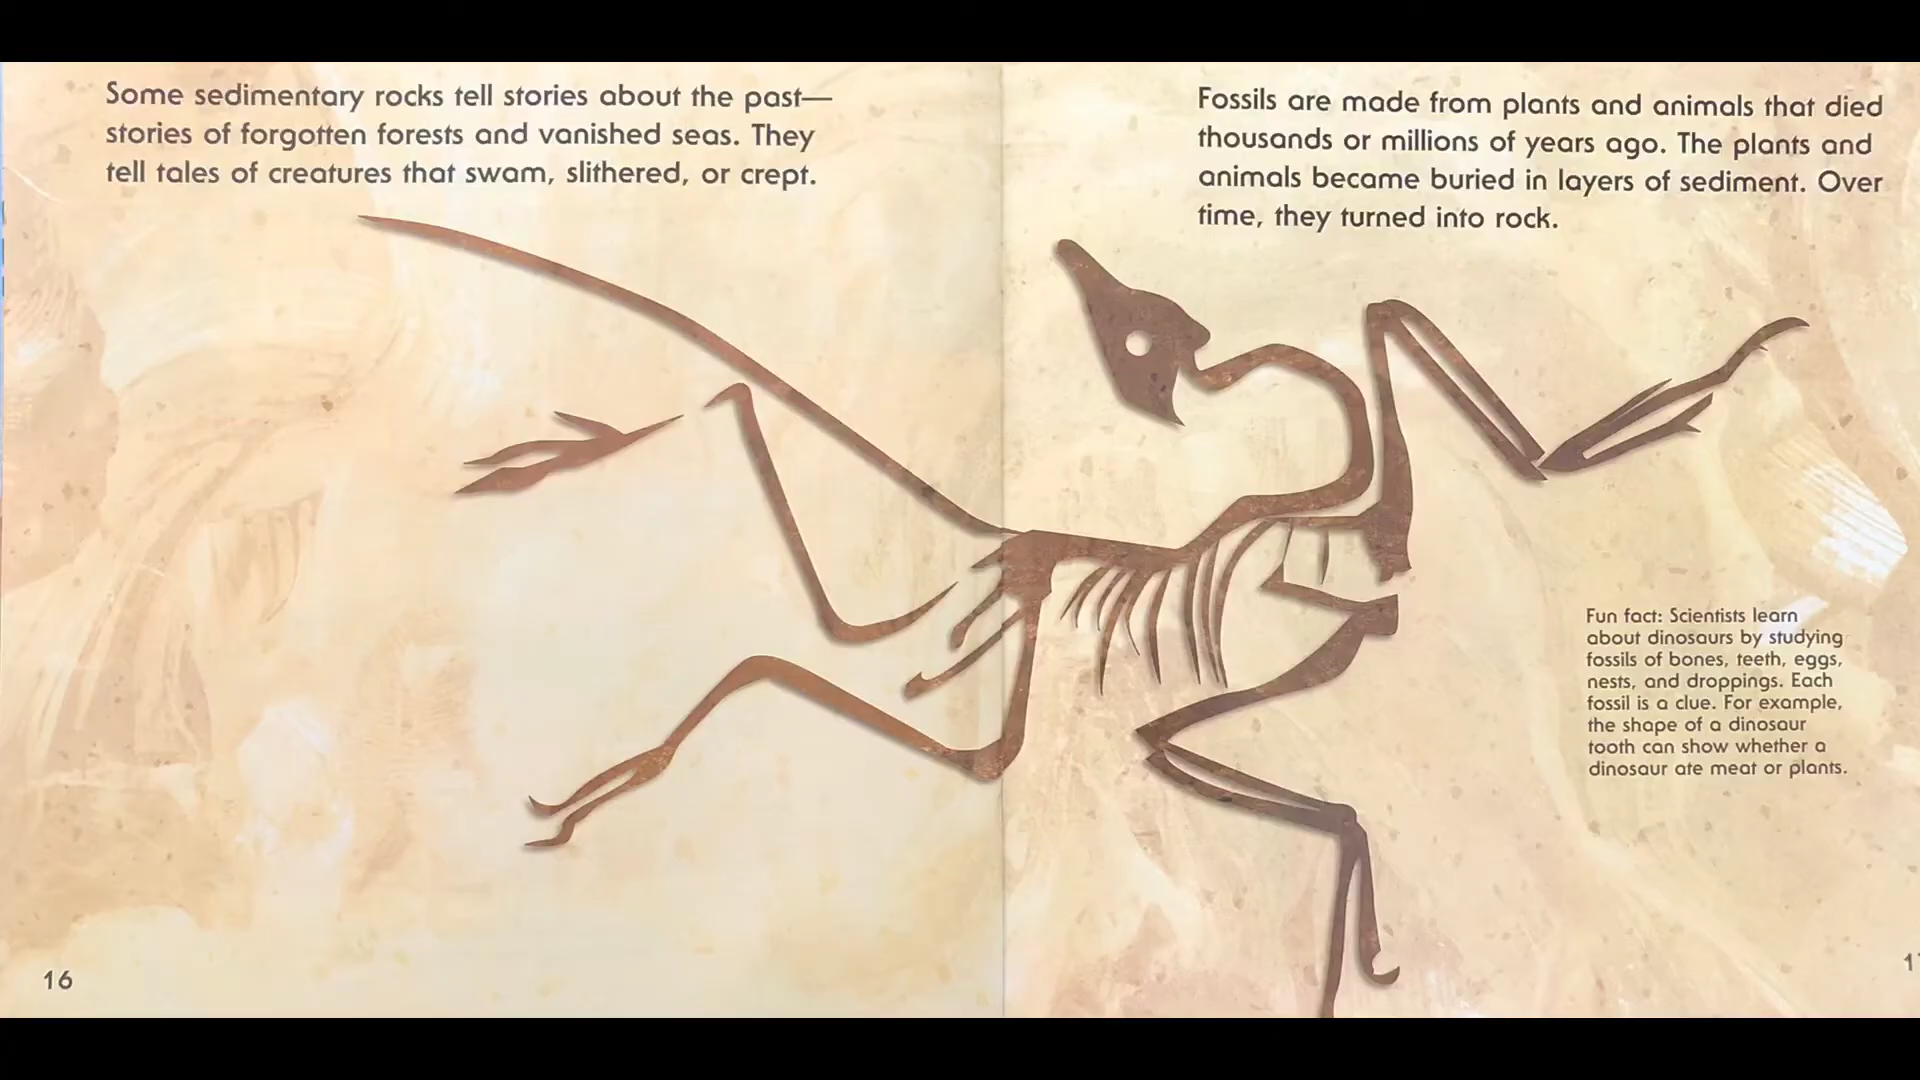 Some sedimentary rocks tell stories about the past—
stories of forgotten forests and vanished seas. They
tell tales of creatures that swam, slithered, or crept.
Fossils are made from plants and animals that died
thousands or millions of years ago. The plants and
animals became buried in layers of sediment. Over
time, they turned into rock.
Fun fact: Scientists learn
about dinosaurs by studying
fossils of bones, teeth, eggs,
nests, and droppings. Each
fossil is a clue. For example,
the shape of a dinosaur
tooth can show whether a
dinosaur ate meat or plants.
16